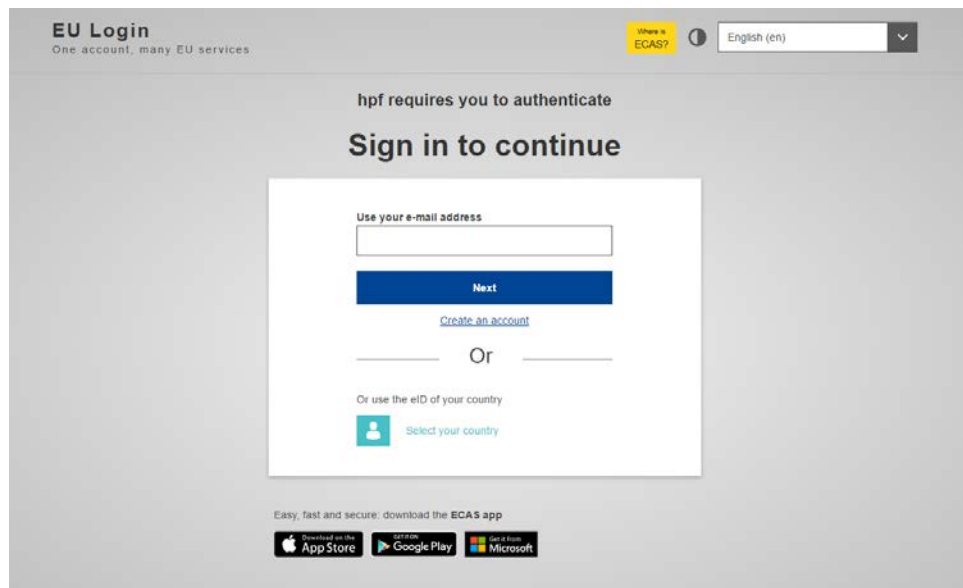 EU Login
One account, many EU services
Where is
ECAS?
English (en)
hpf requires you to authenticate
Sign in to continue
Use your e-mail address
Next
Create an account
Or
Or use the eID of your country
Select your country
Easy, fast and secure: download the ECAS app
Download on the
App Store
GET IT ON
Google Play
Get it from
Microsoft